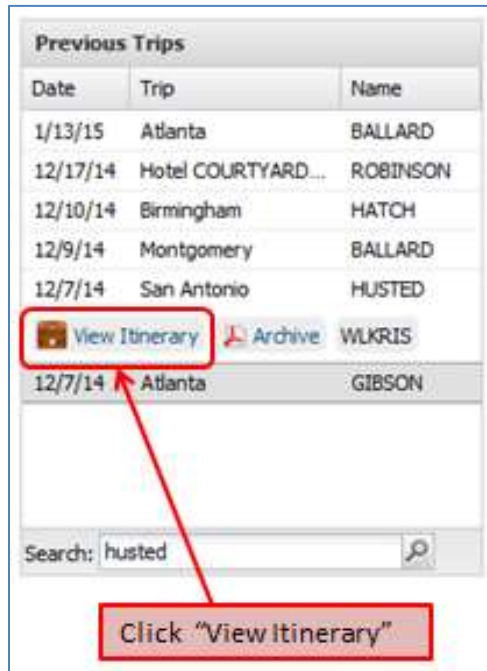 Previous Trips
Date Trip Name
1/13/15 Atlanta BALLARD
12/17/14 Hotel COURTYARD... ROBINSON
12/10/14 Birmingham HATCH
12/9/14 Montgomery BALLARD
12/7/14 San Antonio HUSTED
View Itinerary Archive WLKRIS
12/7/14 Atlanta GIBSON
Search: husted
Click "View Itinerary"